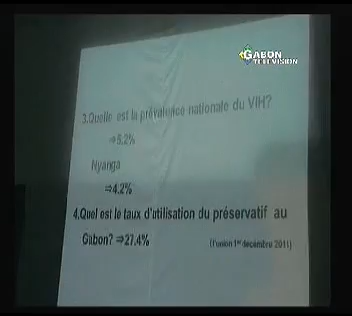 GABON
TELEVISION
3.Quelle est la prévalence nationale du VIH?
⇒5.2%
Nyanga
⇒4.2%
4.Quel est le taux d'utilisation du préservatif au
Gabon? ⇒27.4%
(l'union 1er décembre 2011)